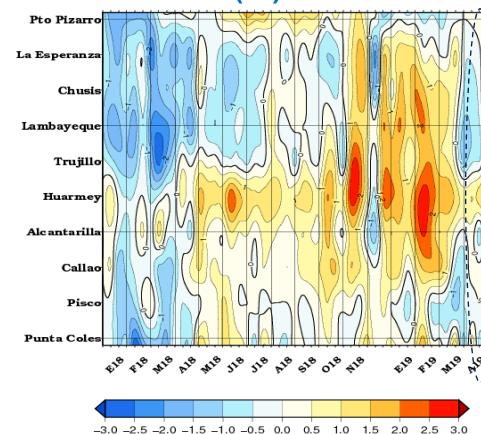 Pto Pizarro
La Esperanza
Chusis
Lambayeque
Trujillo
Huarmey
Alcantarilla
Callao
Pisco
Punta Coles
E18 F18 M18 A18 M18 J18 J18 A18 S18 O18 N18 E19 F19 M19 A19
-3.0 -2.5 -2.0 -1.5 -1.0 -0.5 0.0 0.5 1.0 1.5 2.0 2.5 3.0